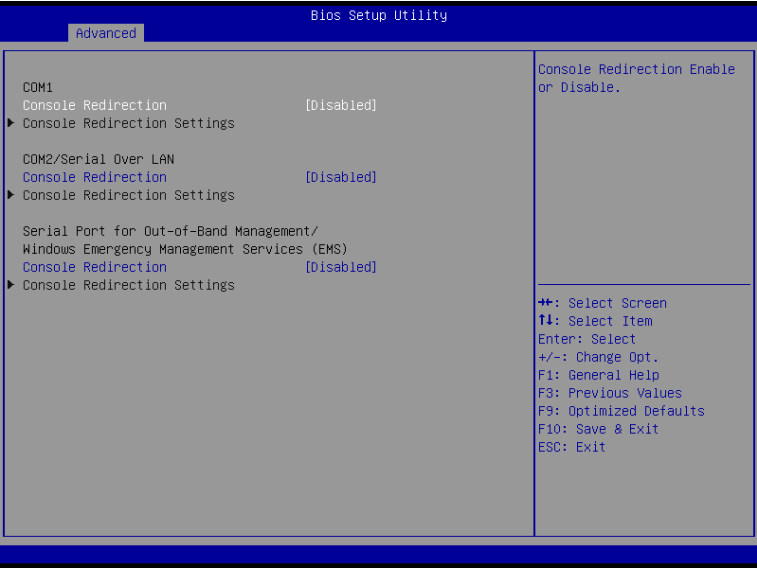 Bios Setup Utility
Advanced
COM1
Console Redirection [Disabled]
Console Redirection Settings
COM2/Serial Over LAN
Console Redirection [Disabled]
Console Redirection Settings
Serial Port for Out-of-Band Management/
Windows Emergency Management Services (EMS)
Console Redirection [Disabled]
Console Redirection Settings
Console Redirection Enable
or Disable.
→←: Select Screen
↑↓: Select Item
Enter: Select
+/-: Change Opt.
F1: General Help
F3: Previous Values
F9: Optimized Defaults
F10: Save & Exit
ESC: Exit